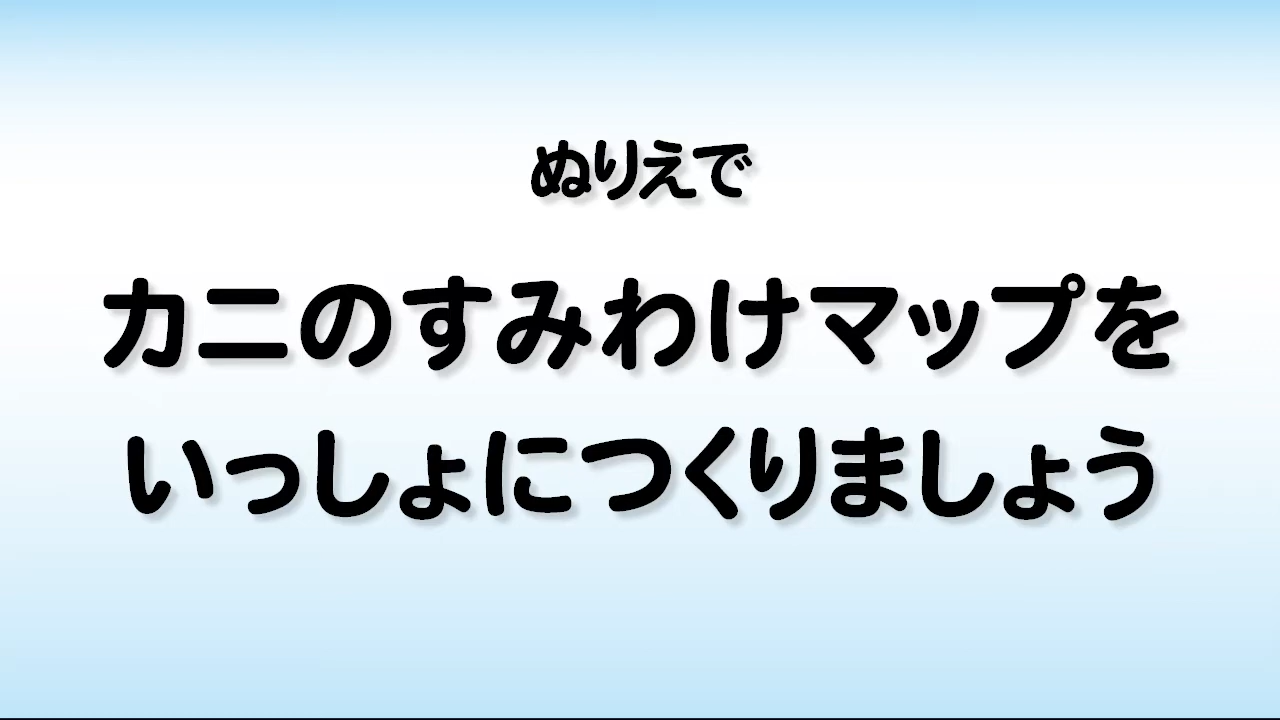 ぬりえで
カニのすみわけマップを
いっしょにつくりましょう